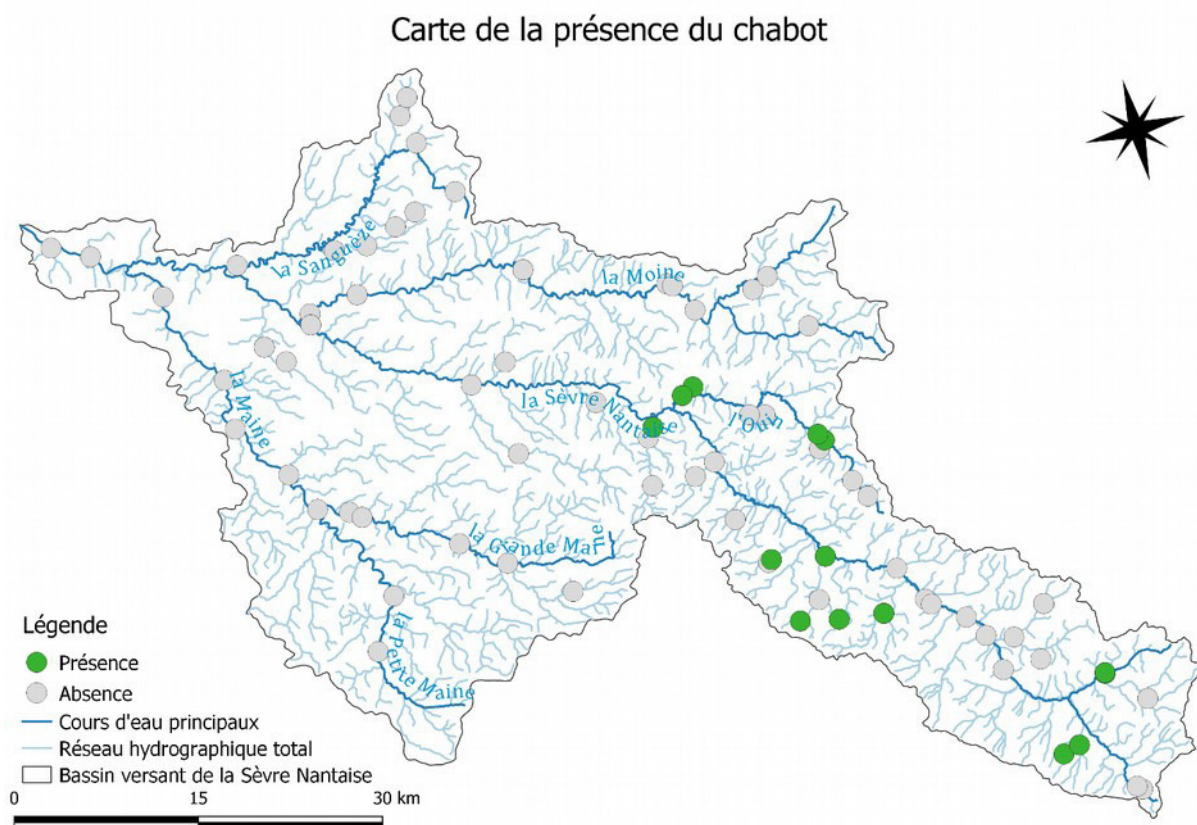 Carte de la présence du chabot
la Sanguèze
la Moine
la Maine
la Sèvre Nantaise
l'Ouin
la Grande Maine
la Petite Maine
Légende
Présence
Absence
Cours d'eau principaux
Réseau hydrographique total
Bassin versant de la Sèvre Nantaise
0 15 30 km